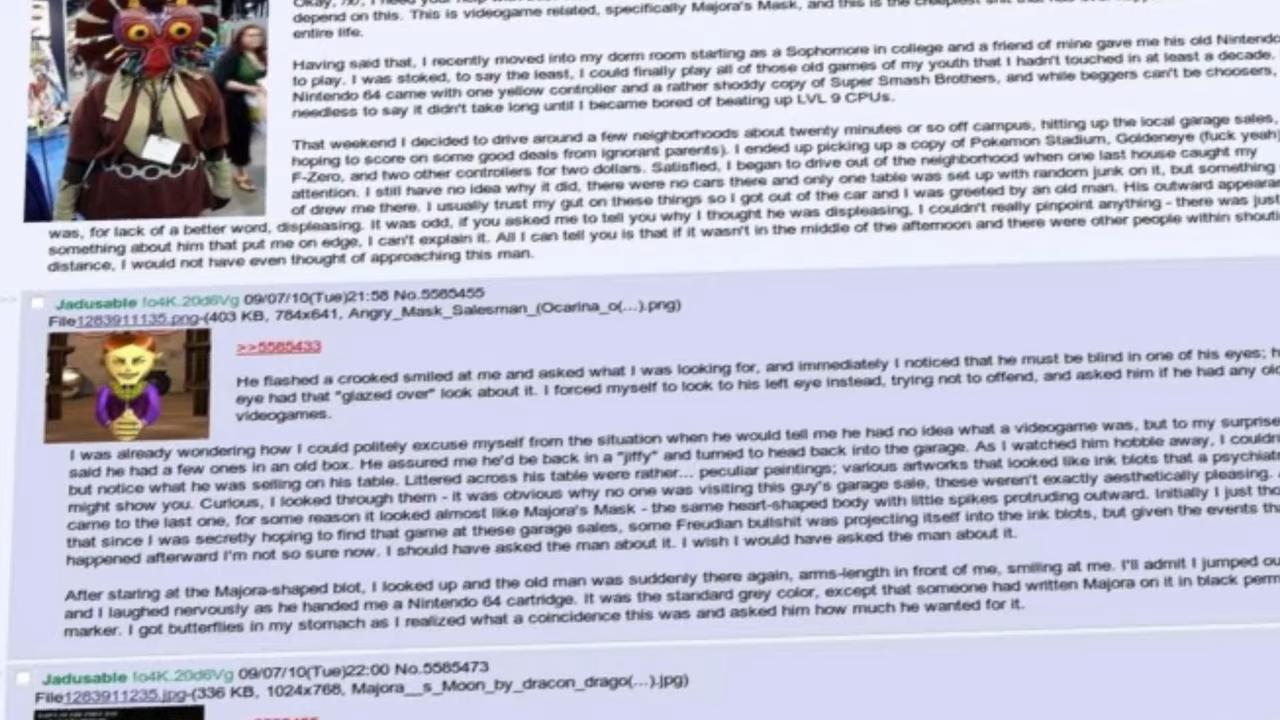 depend on this. This is videogame related, specifically Majora's Mask, and this is the creepiest shit that has ever
entire life.
Having said that, I recently moved into my dorm room starting as a Sophomore in college and a friend of mine gave me his old Nintendo
to play. I was stoked, to say the least, I could finally play all of those old games of my youth that I hadn't touched in at least a decade.
Nintendo 64 came with one yellow controller and a rather shoddy copy of Super Smash Brothers, and while beggers can't be choosers,
needless to say it didn't take long until I became bored of beating up LVL 9 CPUs.
That weekend I decided to drive around a few neighborhoods about twenty minutes or so off campus, hitting up the local garage sales,
hoping to score on some good deals from ignorant parents). I ended up picking up a copy of Pokemon Stadium, Goldeneye (fuck yeah)
F-Zero, and two other controllers for two dollars. Satisfied, I began to drive out of the neighborhood when one last house caught my
attention. I still have no idea why it did, there were no cars there and only one table was set up with random junk on it, but something
of drew me there. I usually trust my gut on these things so I got out of the car and I was greeted by an old man. His outward
was, for lack of a better word, displeasing. It was odd, if you asked me to tell you why I thought he was displeasing, I couldn't really pinpoint anything - there was just
something about him that put me on edge, I can't explain it. All I can tell you is that if it wasn't in the middle of the afternoon and there were other people within
distance, I would not have even thought of approaching this man.
Jadusable !o4K.20d6Vg 09/07/10(Tue)21:58 No.5585455
File1283911135.png-(403 KB, 784x641, Angry_Mask_Salesman_(Ocarina_o(...).png)
>>5585433
He flashed a crooked smiled at me and asked what I was looking for, and immediately I noticed that he must be blind in one of his eyes;
eye had that "glazed over" look about it. I forced myself to look to his left eye instead, trying not to offend, and asked him if he had any
videogames.
I was already wondering how I could politely excuse myself from the situation when he would tell me he had no idea what a videogame was, but to my surprise
said he had a few ones in an old box. He assured me he'd be back in a "jiffy" and turned to head back into the garage. As I watched him hobble away, I
but notice what he was selling on his table. Littered across his table were rather... peculiar paintings; various artworks that looked like ink blots that a
might show you. Curious, I looked through them - it was obvious why no one was visiting this guy's garage sale, these weren't exactly aesthetically pleasing.
came to the last one, for some reason it looked almost like Majora's Mask - the same heart-shaped body with little spikes protruding outward. Initially I just
that since I was secretly hoping to find that game at these garage sales, some Freudian bullshit was projecting itself into the ink blots, but given the events
happened afterward I'm not so sure now. I should have asked the man about it. I wish I would have asked the man about it.
After staring at the Majora-shaped blot, I looked up and the old man was suddenly there again, arms-length in front of me, smiling at me. I'll admit I jumped
and I laughed nervously as he handed me a Nintendo 64 cartridge. It was the standard grey color, except that someone had written Majora on it in black
marker. I got butterflies in my stomach as I realized what a coincidence this was and asked him how much he wanted for it.
Jadusable !o4K.20d6Vg 09/07/10(Tue)22:00 No.5585473
File1283911235.jpg-(336 KB, 1024x768, Majora__s_Moon_by_dracon_drago(...).jpg)